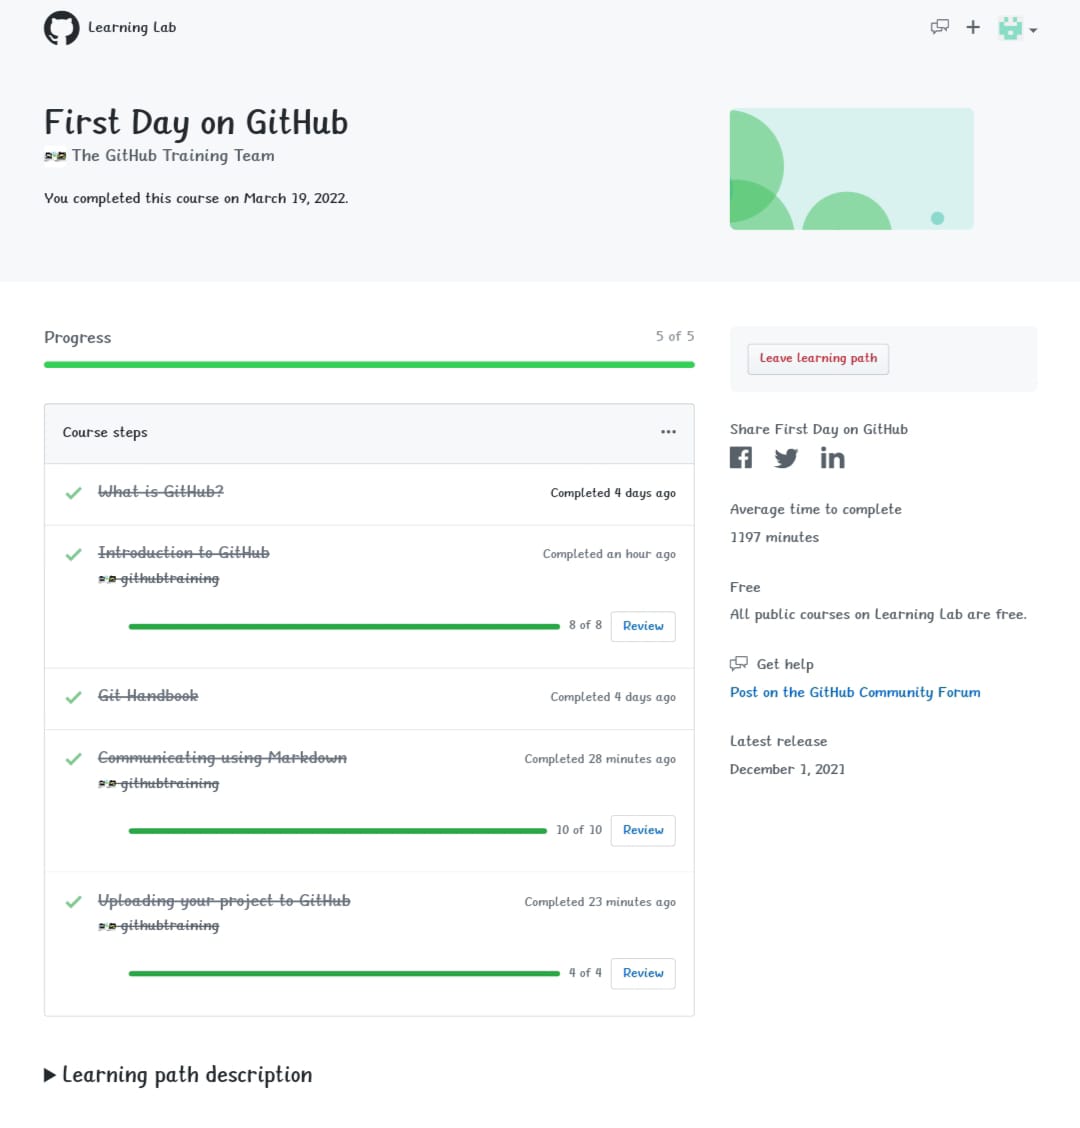 Learning Lab
First Day on GitHub
The GitHub Training Team
You completed this course on March 19, 2022.
Progress
5 of 5
Course steps
What is GitHub?
Completed 4 days ago
Introduction to GitHub
Completed an hour ago
githubtraining
8 of 8
Review
Git Handbook
Completed 4 days ago
Communicating using Markdown
Completed 28 minutes ago
githubtraining
10 of 10
Review
Uploading your project to GitHub
Completed 23 minutes ago
githubtraining
4 of 4
Review
Learning path description
Leave learning path
Share First Day on GitHub
Average time to complete
1197 minutes
Free
All public courses on Learning Lab are free.
Get help
Post on the GitHub Community Forum
Latest release
December 1, 2021